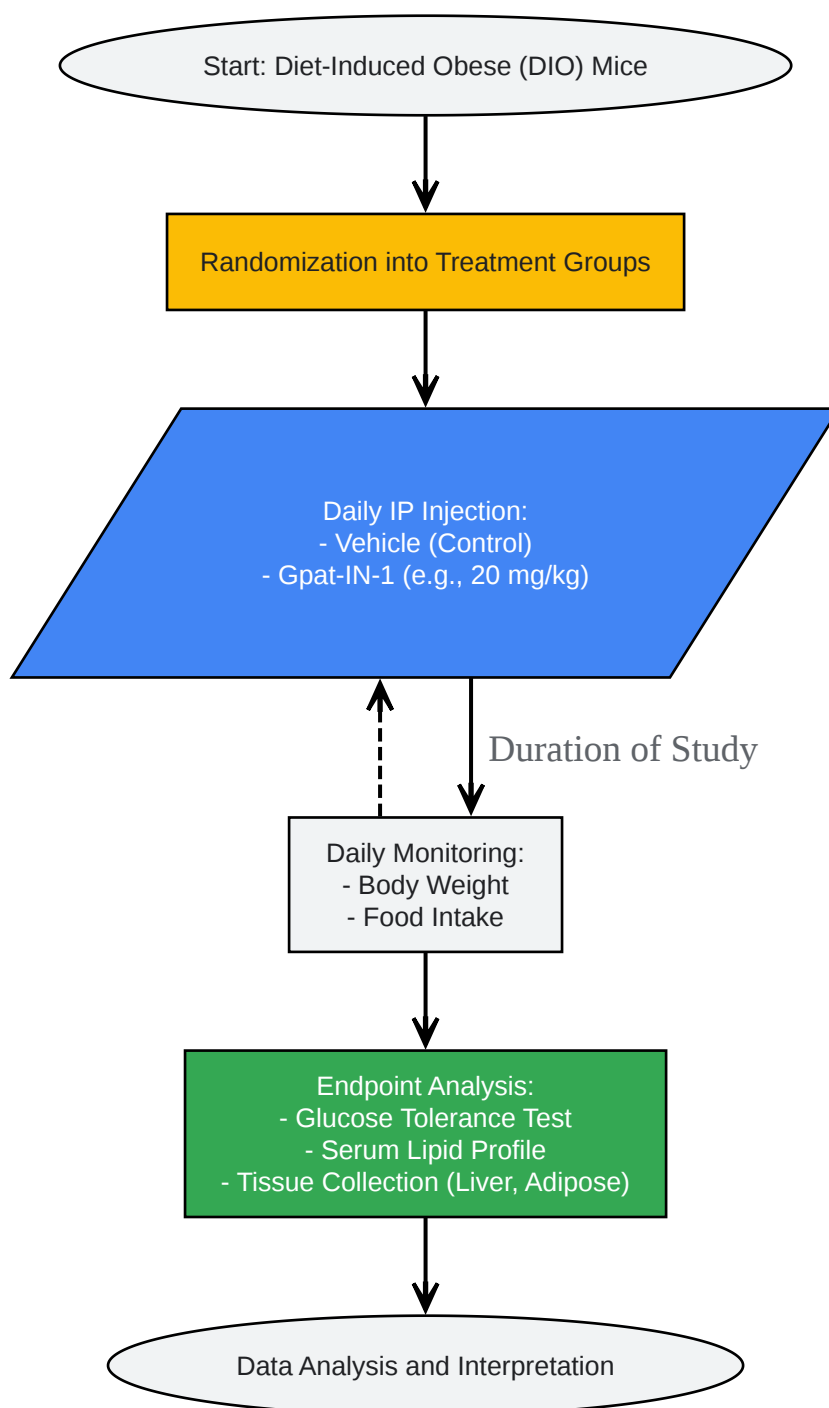 Start: Diet-Induced Obese (DIO) Mice
Randomization into Treatment Groups
Daily IP Injection:
- Vehicle (Control)
- Gpat-IN-1 (e.g., 20 mg/kg)
Duration of Study
Daily Monitoring:
- Body Weight
- Food Intake
Endpoint Analysis:
- Glucose Tolerance Test
- Serum Lipid Profile
- Tissue Collection (Liver, Adipose)
Data Analysis and Interpretation